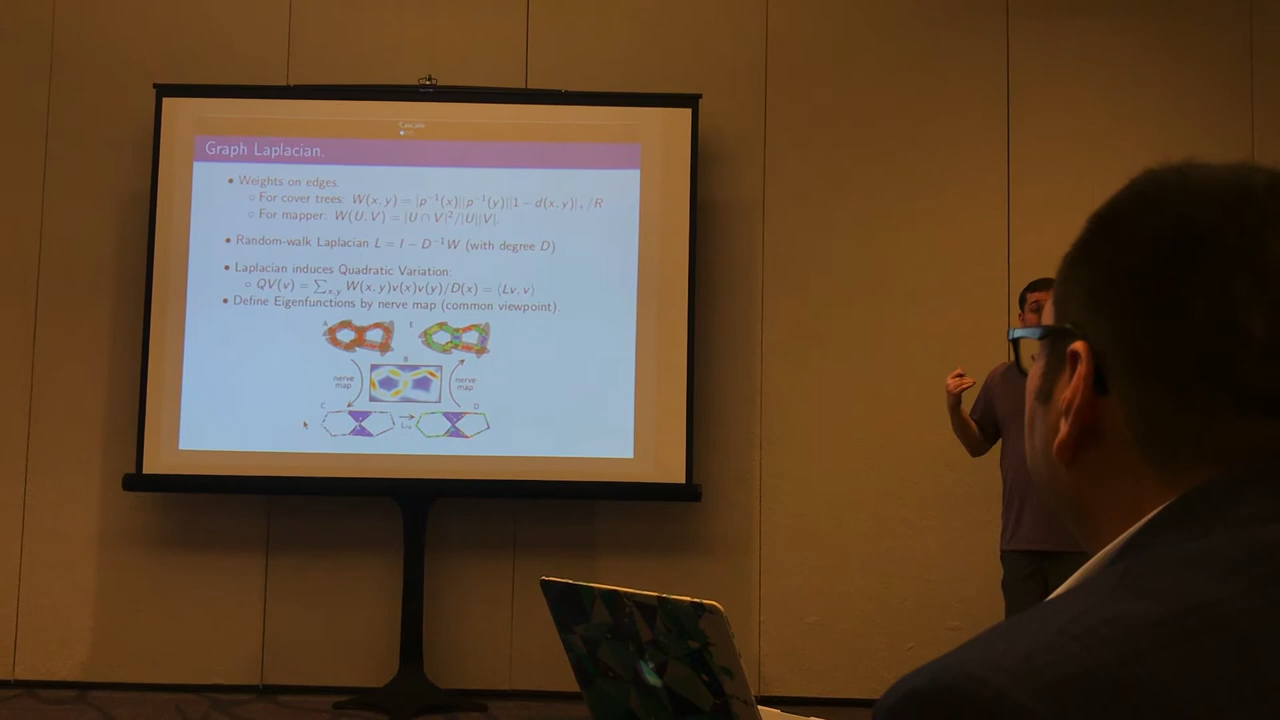 Cascade
Graph Laplacian.
• Weights on edges.
○ For cover trees: W(x, y) = |p⁻¹(x)||p⁻¹(y)||1 − d(x, y)|₊/R
○ For mapper: W(U, V) = |U ∩ V|²/|U||V|.
• Random-walk Laplacian L = I − D⁻¹W (with degree D)
• Laplacian induces Quadratic Variation:
○ QV(v) = ∑ₓ,ᵧ W(x, y)v(x)v(y)/D(x) = ⟨Lv, v⟩
• Define Eigenfunctions by nerve map (common viewpoint).
A E
B
nerve map
nerve map
C D